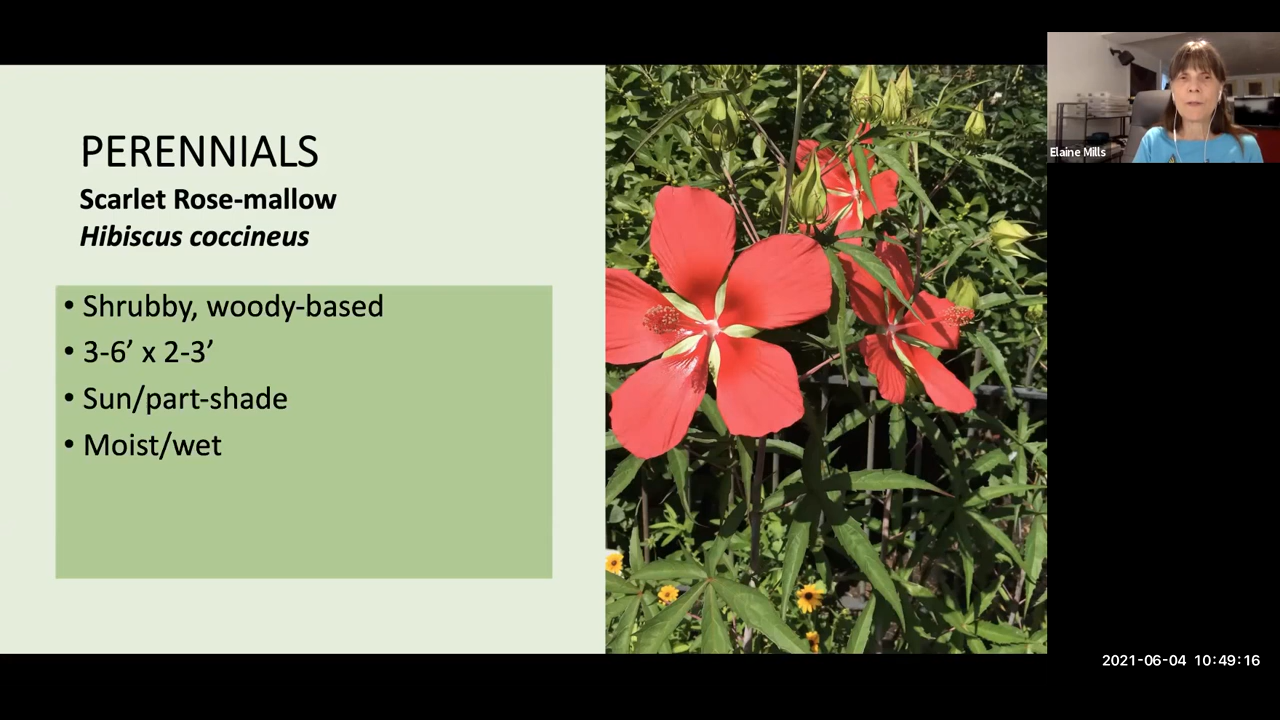 PERENNIALS
Scarlet Rose-mallow
Hibiscus coccineus
• Shrubby, woody-based
• 3-6’ x 2-3’
• Sun/part-shade
• Moist/wet
Elaine Mills
2021-06-04 10:49:16